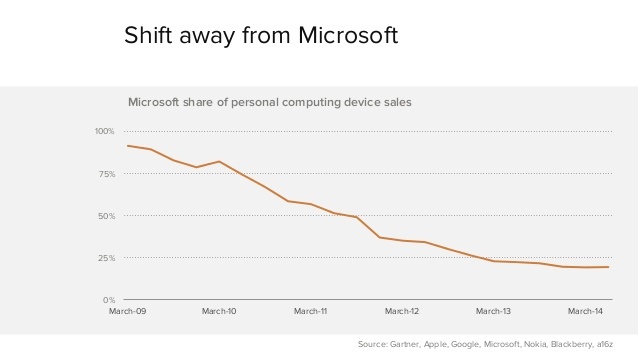 Shift away from Microsoft
Microsoft share of personal computing device sales
100%
75%
50%
25%
0%
March-09 March-10 March-11 March-12 March-13 March-14
Source: Gartner, Apple, Google, Microsoft, Nokia, Blackberry, a16z